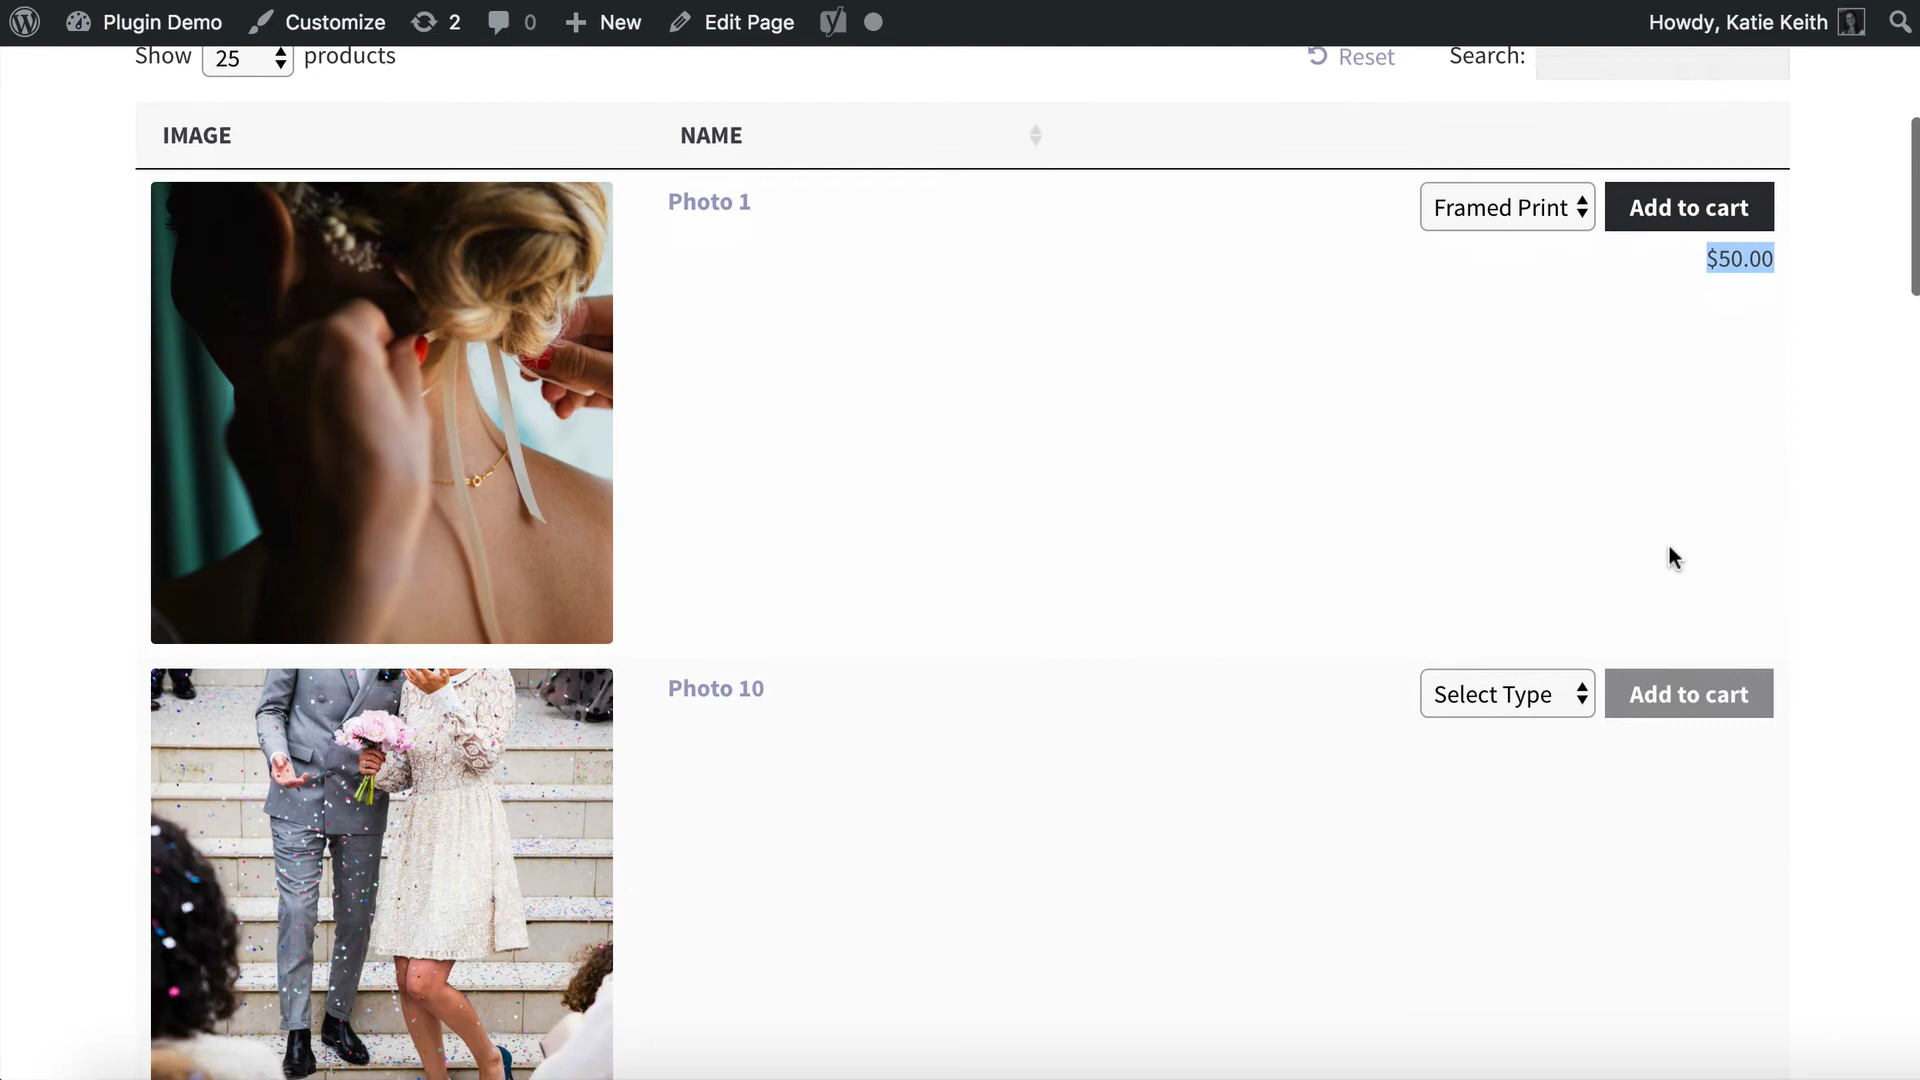 Plugin Demo Customize 2 0 New Edit Page Howdy, Katie Keith
Show 25 products Reset Search:
IMAGE NAME
Photo 1 Framed Print Add to cart
$50.00
Photo 10 Select Type Add to cart